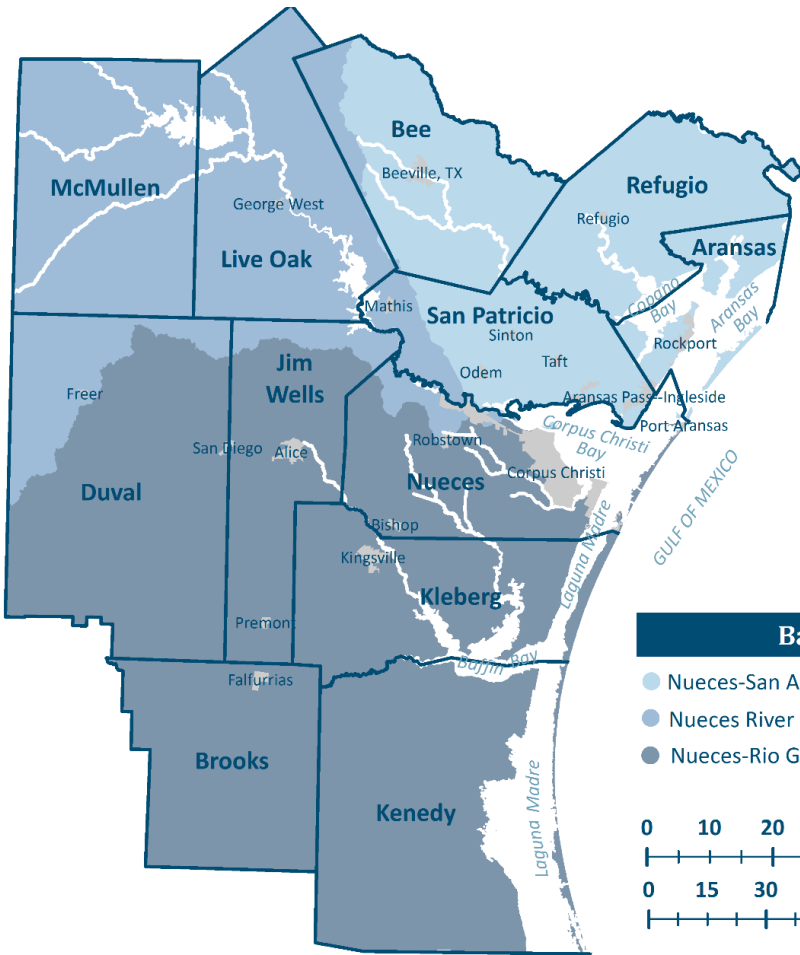 Bee
Beeville, TX
McMullen
Refugio
George West
Refugio
Live Oak
Aransas
Copano
Bay
Aransas
Bay
Mathis
San Patricio
Sinton
Rockport
Jim
Wells
Taft
Odem
Freer
Aransas Pass--Ingleside
Port Aransas
Corpus Christi
Bay
Robstown
San Diego
Alice
Corpus Christi
Nueces
Duval
GULF OF MEXICO
Bishop
Kingsville
Laguna Madre
Kleberg
Premont
Baffin Bay
Falfurrias
Brooks
Kenedy
Laguna Madre
Ba
Nueces-San A
Nueces River
Nueces-Rio G
0 10 20
0 15 30